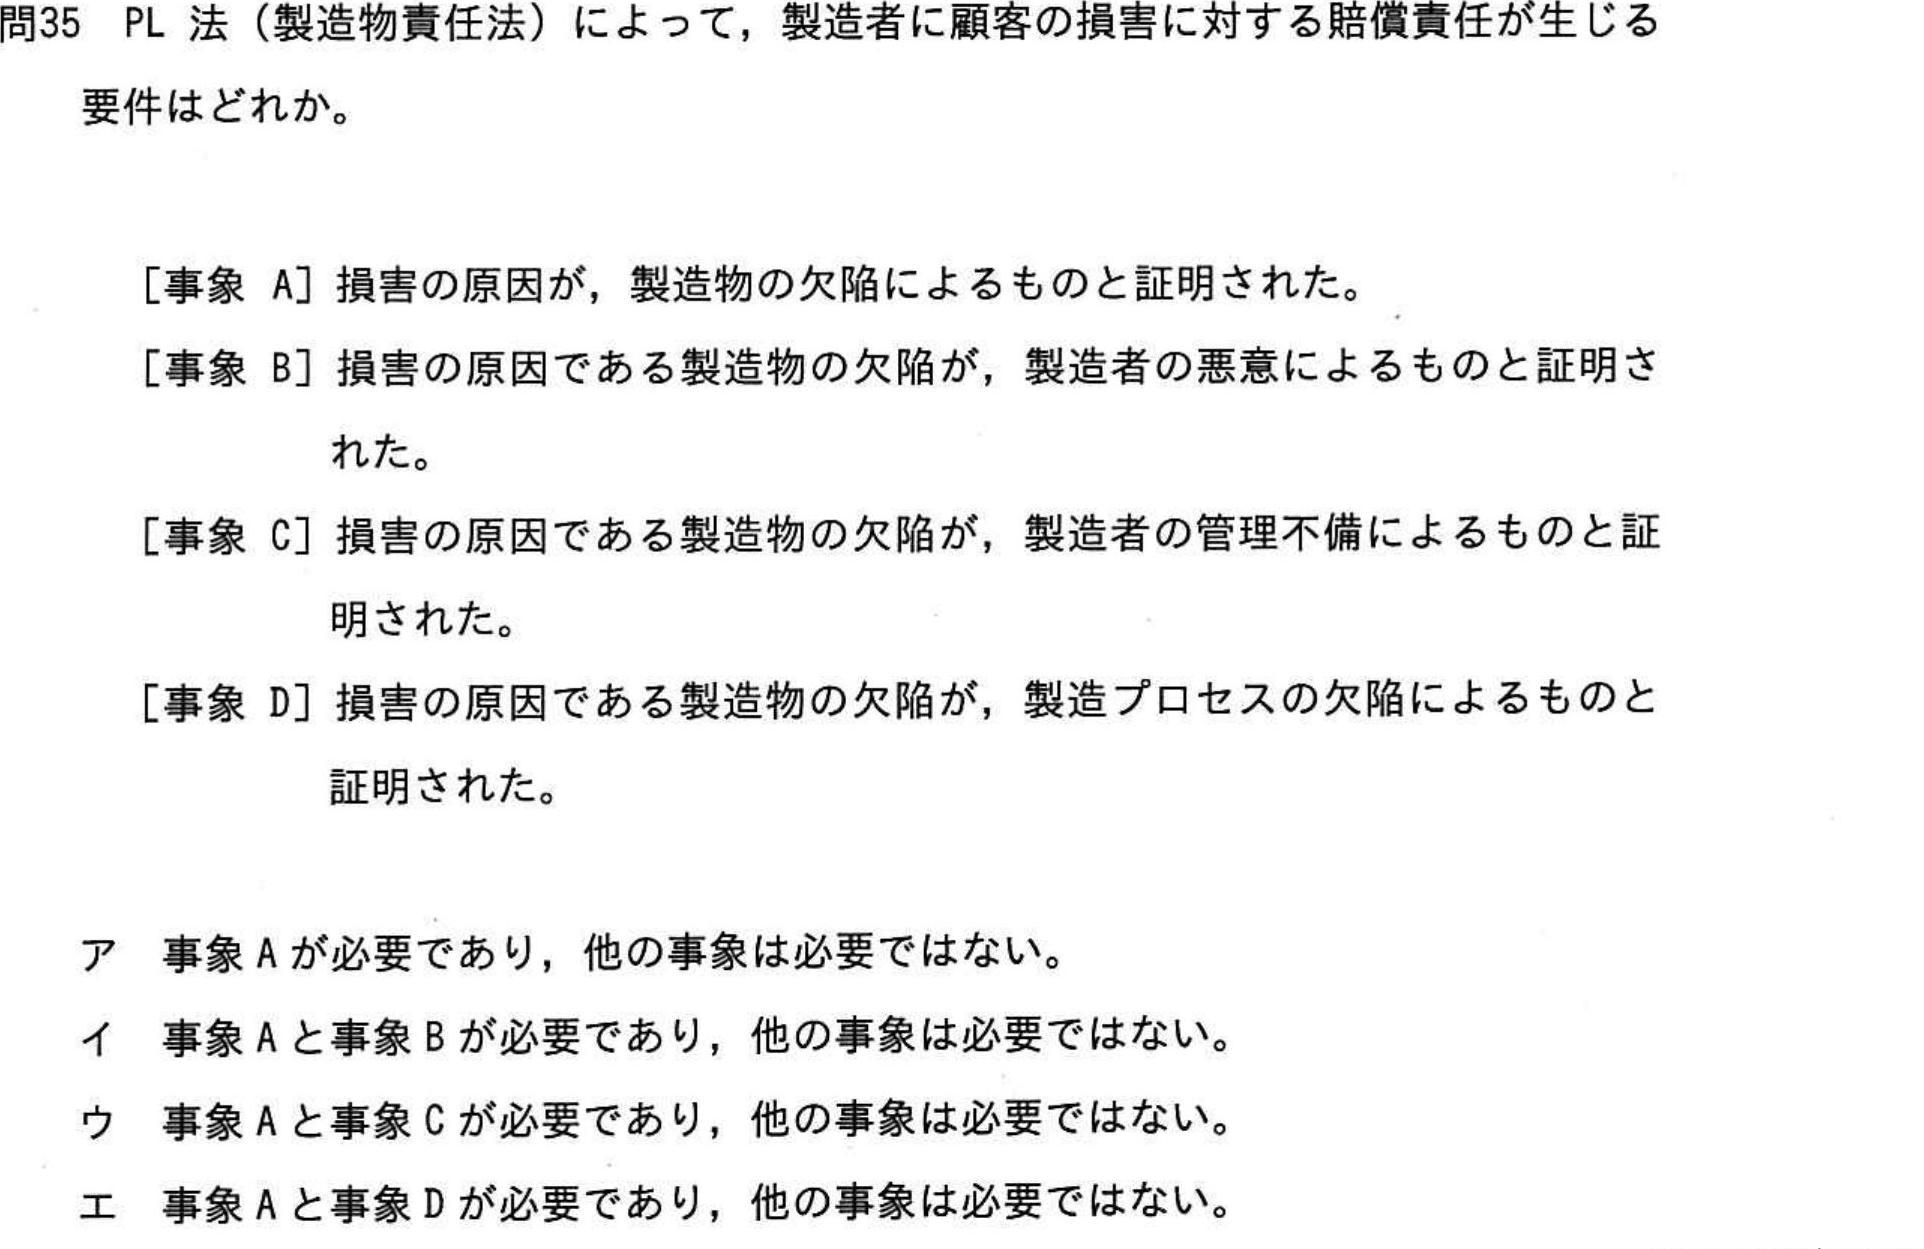 問35 PL 法（製造物責任法）によって，製造者に顧客の損害に対する賠償責任が生じる
要件はどれか。
［事象 A］損害の原因が，製造物の欠陥によるものと証明された。
［事象 B］損害の原因である製造物の欠陥が，製造者の悪意によるものと証明さ
れた。
［事象 C］損害の原因である製造物の欠陥が，製造者の管理不備によるものと証
明された。
［事象 D］損害の原因である製造物の欠陥が，製造プロセスの欠陥によるものと
証明された。
ア 事象 A が必要であり，他の事象は必要ではない。
イ 事象 A と事象 B が必要であり，他の事象は必要ではない。
ウ 事象 A と事象 C が必要であり，他の事象は必要ではない。
エ 事象 A と事象 D が必要であり，他の事象は必要ではない。